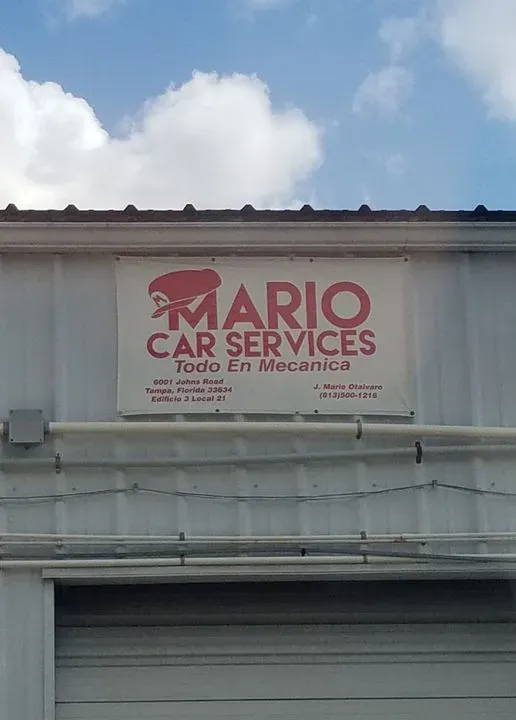 MARIO
CAR SERVICES
Todo En Mecanica
6001 Johns Road
Tampa, Florida 33634
Edificio 3 Local 21
J. Mario Otalvaro
(813)500-1216